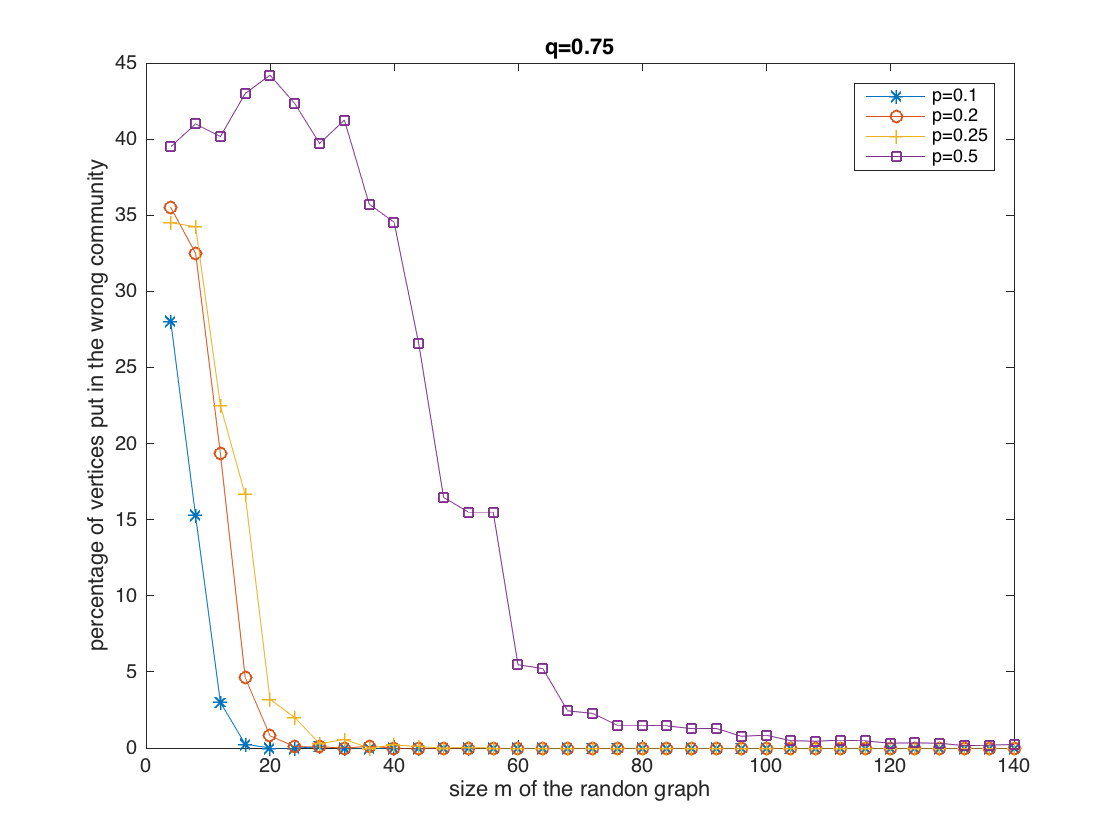 q=0.75
p=0.1
p=0.2
p=0.25
p=0.5
percentage of vertices put in the wrong community
45
40
35
30
25
20
15
10
5
0
0 20 40 60 80 100 120 140
size m of the randon graph